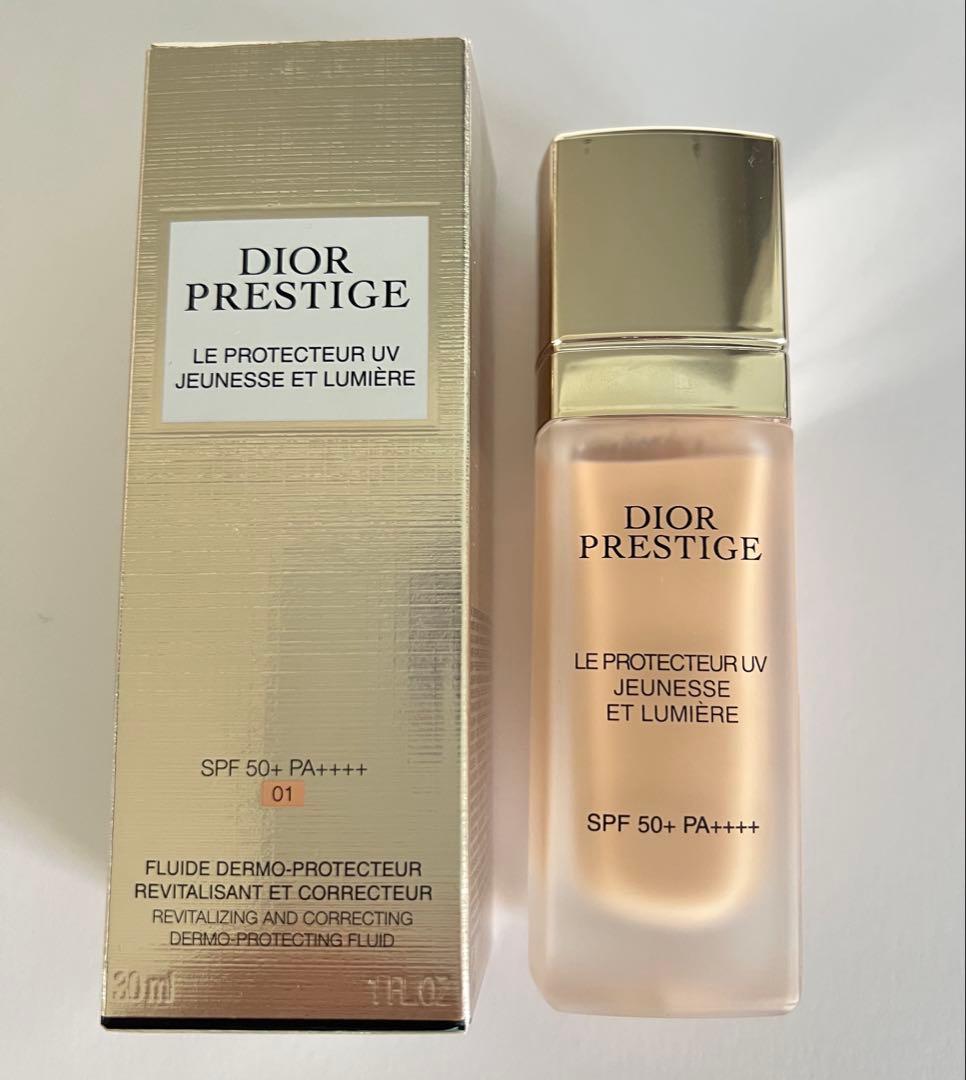 DIOR
PRESTIGE
LE PROTECTEUR UV
JEUNESSE ET LUMIÈRE
SPF 50+ PA++++
01
FLUIDE DERMO-PROTECTEUR
REVITALISANT ET CORRECTEUR
REVITALIZING AND CORRECTING
DERMO-PROTECTING FLUID
30 ml 1 FL.OZ
DIOR
PRESTIGE
LE PROTECTEUR UV
JEUNESSE
ET LUMIÈRE
SPF 50+ PA++++